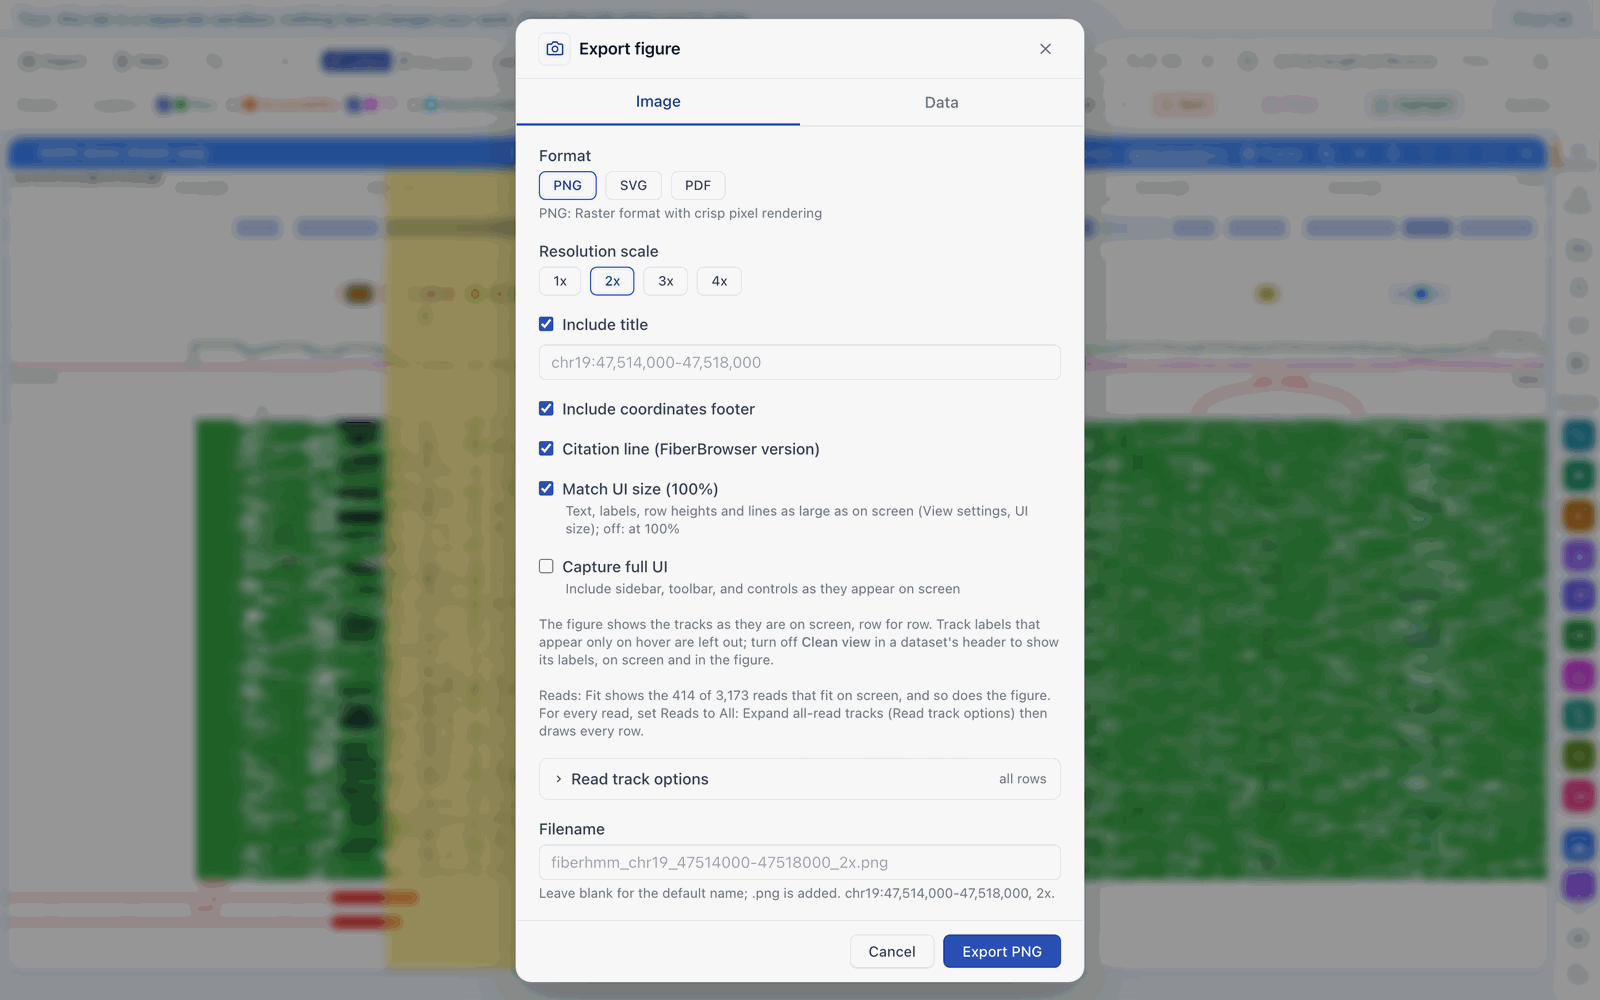 Export figure
Image
Data
Format
PNG
SVG
PDF
PNG: Raster format with crisp pixel rendering
Resolution scale
1x
2x
3x
4x
Include title
chr19:47,514,000-47,518,000
Include coordinates footer
Citation line (FiberBrowser version)
Match UI size (100%)
Text, labels, row heights and lines as large as on screen (View settings, UI
size); off: at 100%
Capture full UI
Include sidebar, toolbar, and controls as they appear on screen
The figure shows the tracks as they are on screen, row for row. Track labels that
appear only on hover are left out; turn off Clean view in a dataset's header to show
its labels, on screen and in the figure.
Reads: Fit shows the 414 of 3,173 reads that fit on screen, and so does the figure.
For every read, set Reads to All: Expand all-read tracks (Read track options) then
draws every row.
Read track options
all rows
Filename
fiberhmm_chr19_47514000-47518000_2x.png
Leave blank for the default name; .png is added. chr19:47,514,000-47,518,000, 2x.
Cancel
Export PNG